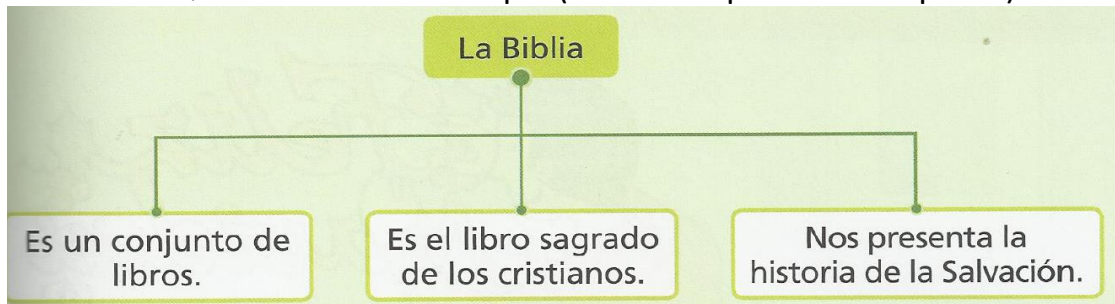 La Biblia
Es un conjunto de
libros.
Es el libro sagrado
de los cristianos.
Nos presenta la
historia de la Salvación.